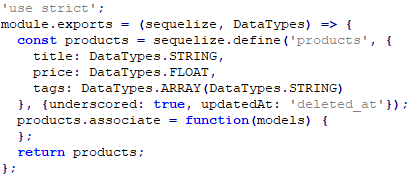 'use strict';
module.exports = (sequelize, DataTypes) => {
  const products = sequelize.define('products', {
    title: DataTypes.STRING,
    price: DataTypes.FLOAT,
    tags: DataTypes.ARRAY(DataTypes.STRING)
  }, {underscored: true, updatedAt: 'deleted_at'});
  products.associate = function(models) {
  };
  return products;
};